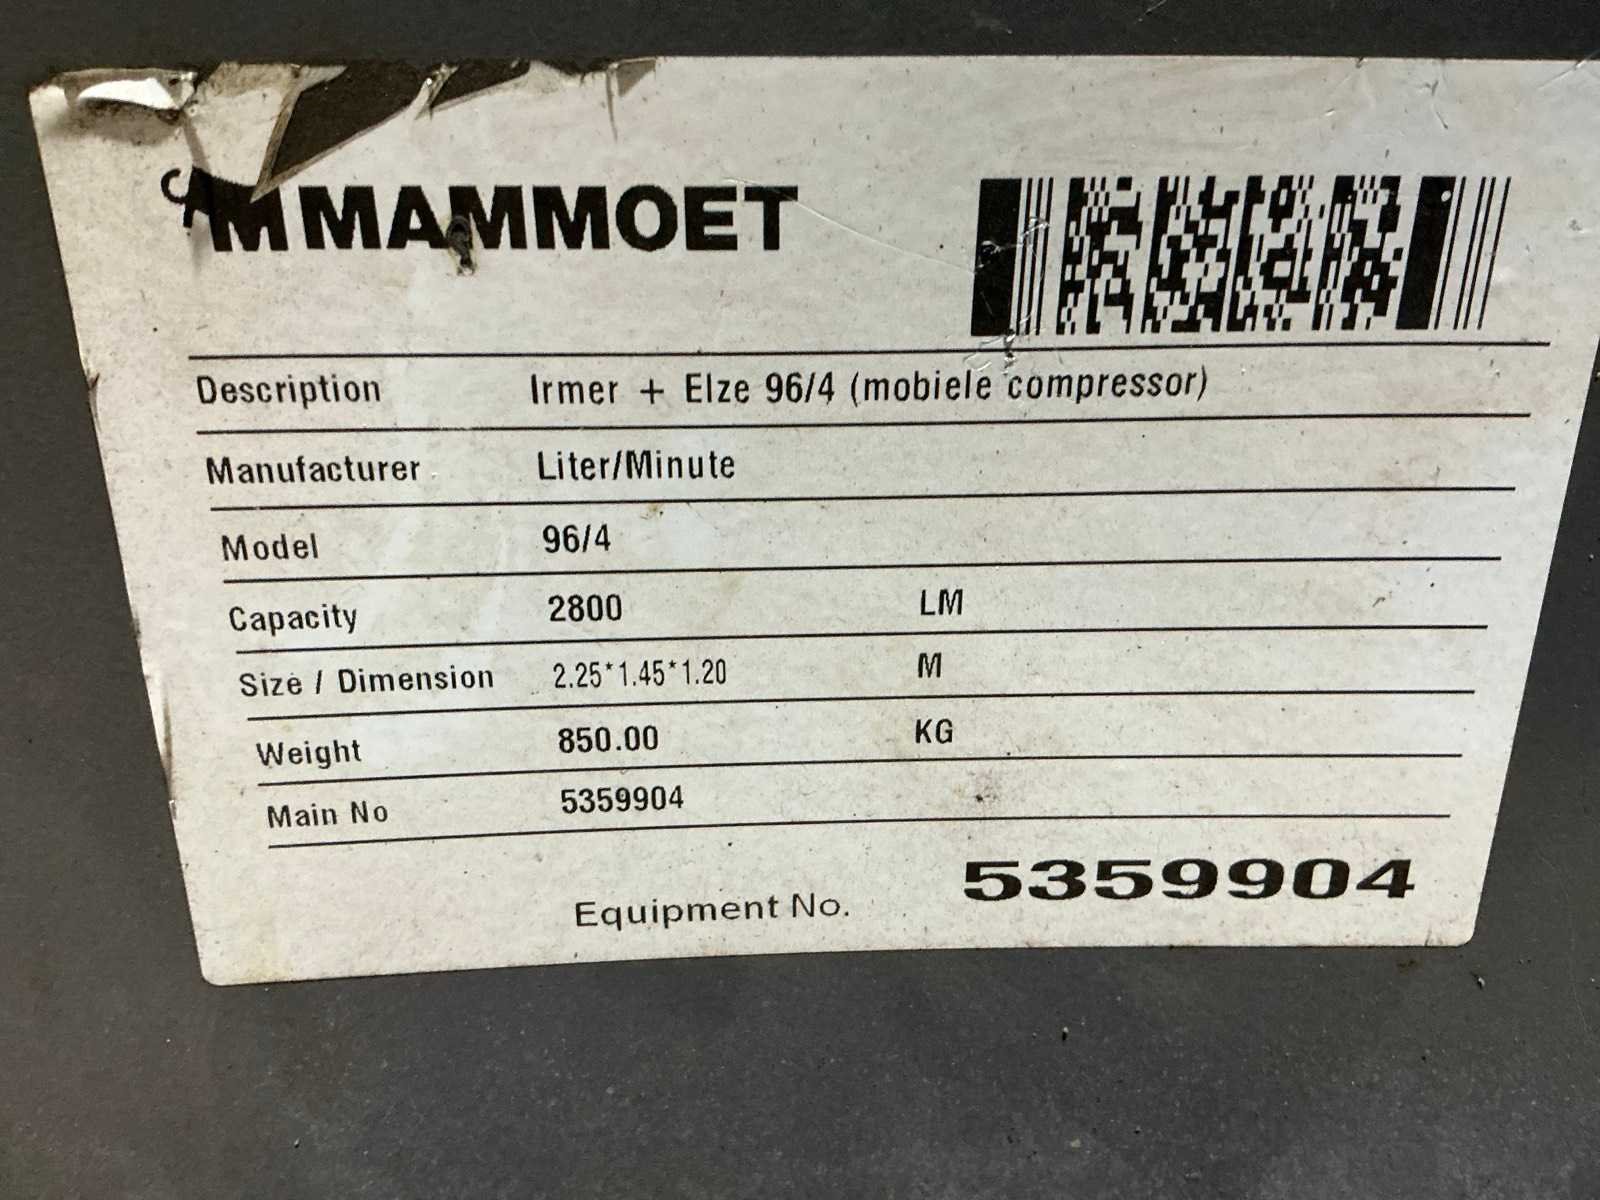 MAMMOET
Description Irmer + Elze 96/4 (mobiele compressor)
Manufacturer Liter/Minute
Model 96/4
Capacity 2800 LM
Size / Dimension 2.25*1.45*1.20 M
Weight 850.00 KG
Main No 5359904
Equipment No. 5359904